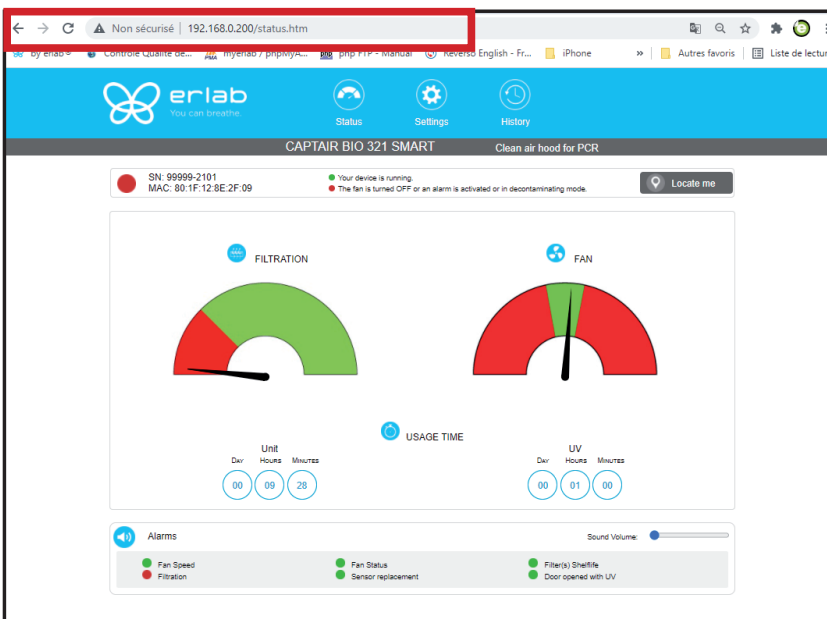 Non sécurisé | 192.168.0.200/status.htm
by erlab® Contrôle Qualité de... myerlab / phpMyA... php FTP - Manual Reverso English - Fr... iPhone » Autres favoris Liste de lectur
erlab
You can breathe.
Status Settings History
CAPTAIR BIO 321 SMART Clean air hood for PCR
SN: 99999-2101
MAC: 80:1F:12:8E:2F:09
Your device is running.
The fan is turned OFF or an alarm is activated or in decontaminating mode.
Locate me
FILTRATION FAN
USAGE TIME
Unit UV
Day Hours Minutes Day Hours Minutes
00 09 28 00 01 00
Alarms Sound Volume:
Fan Speed Fan Status Filter(s) Shelflife
Filtration Sensor replacement Door opened with UV